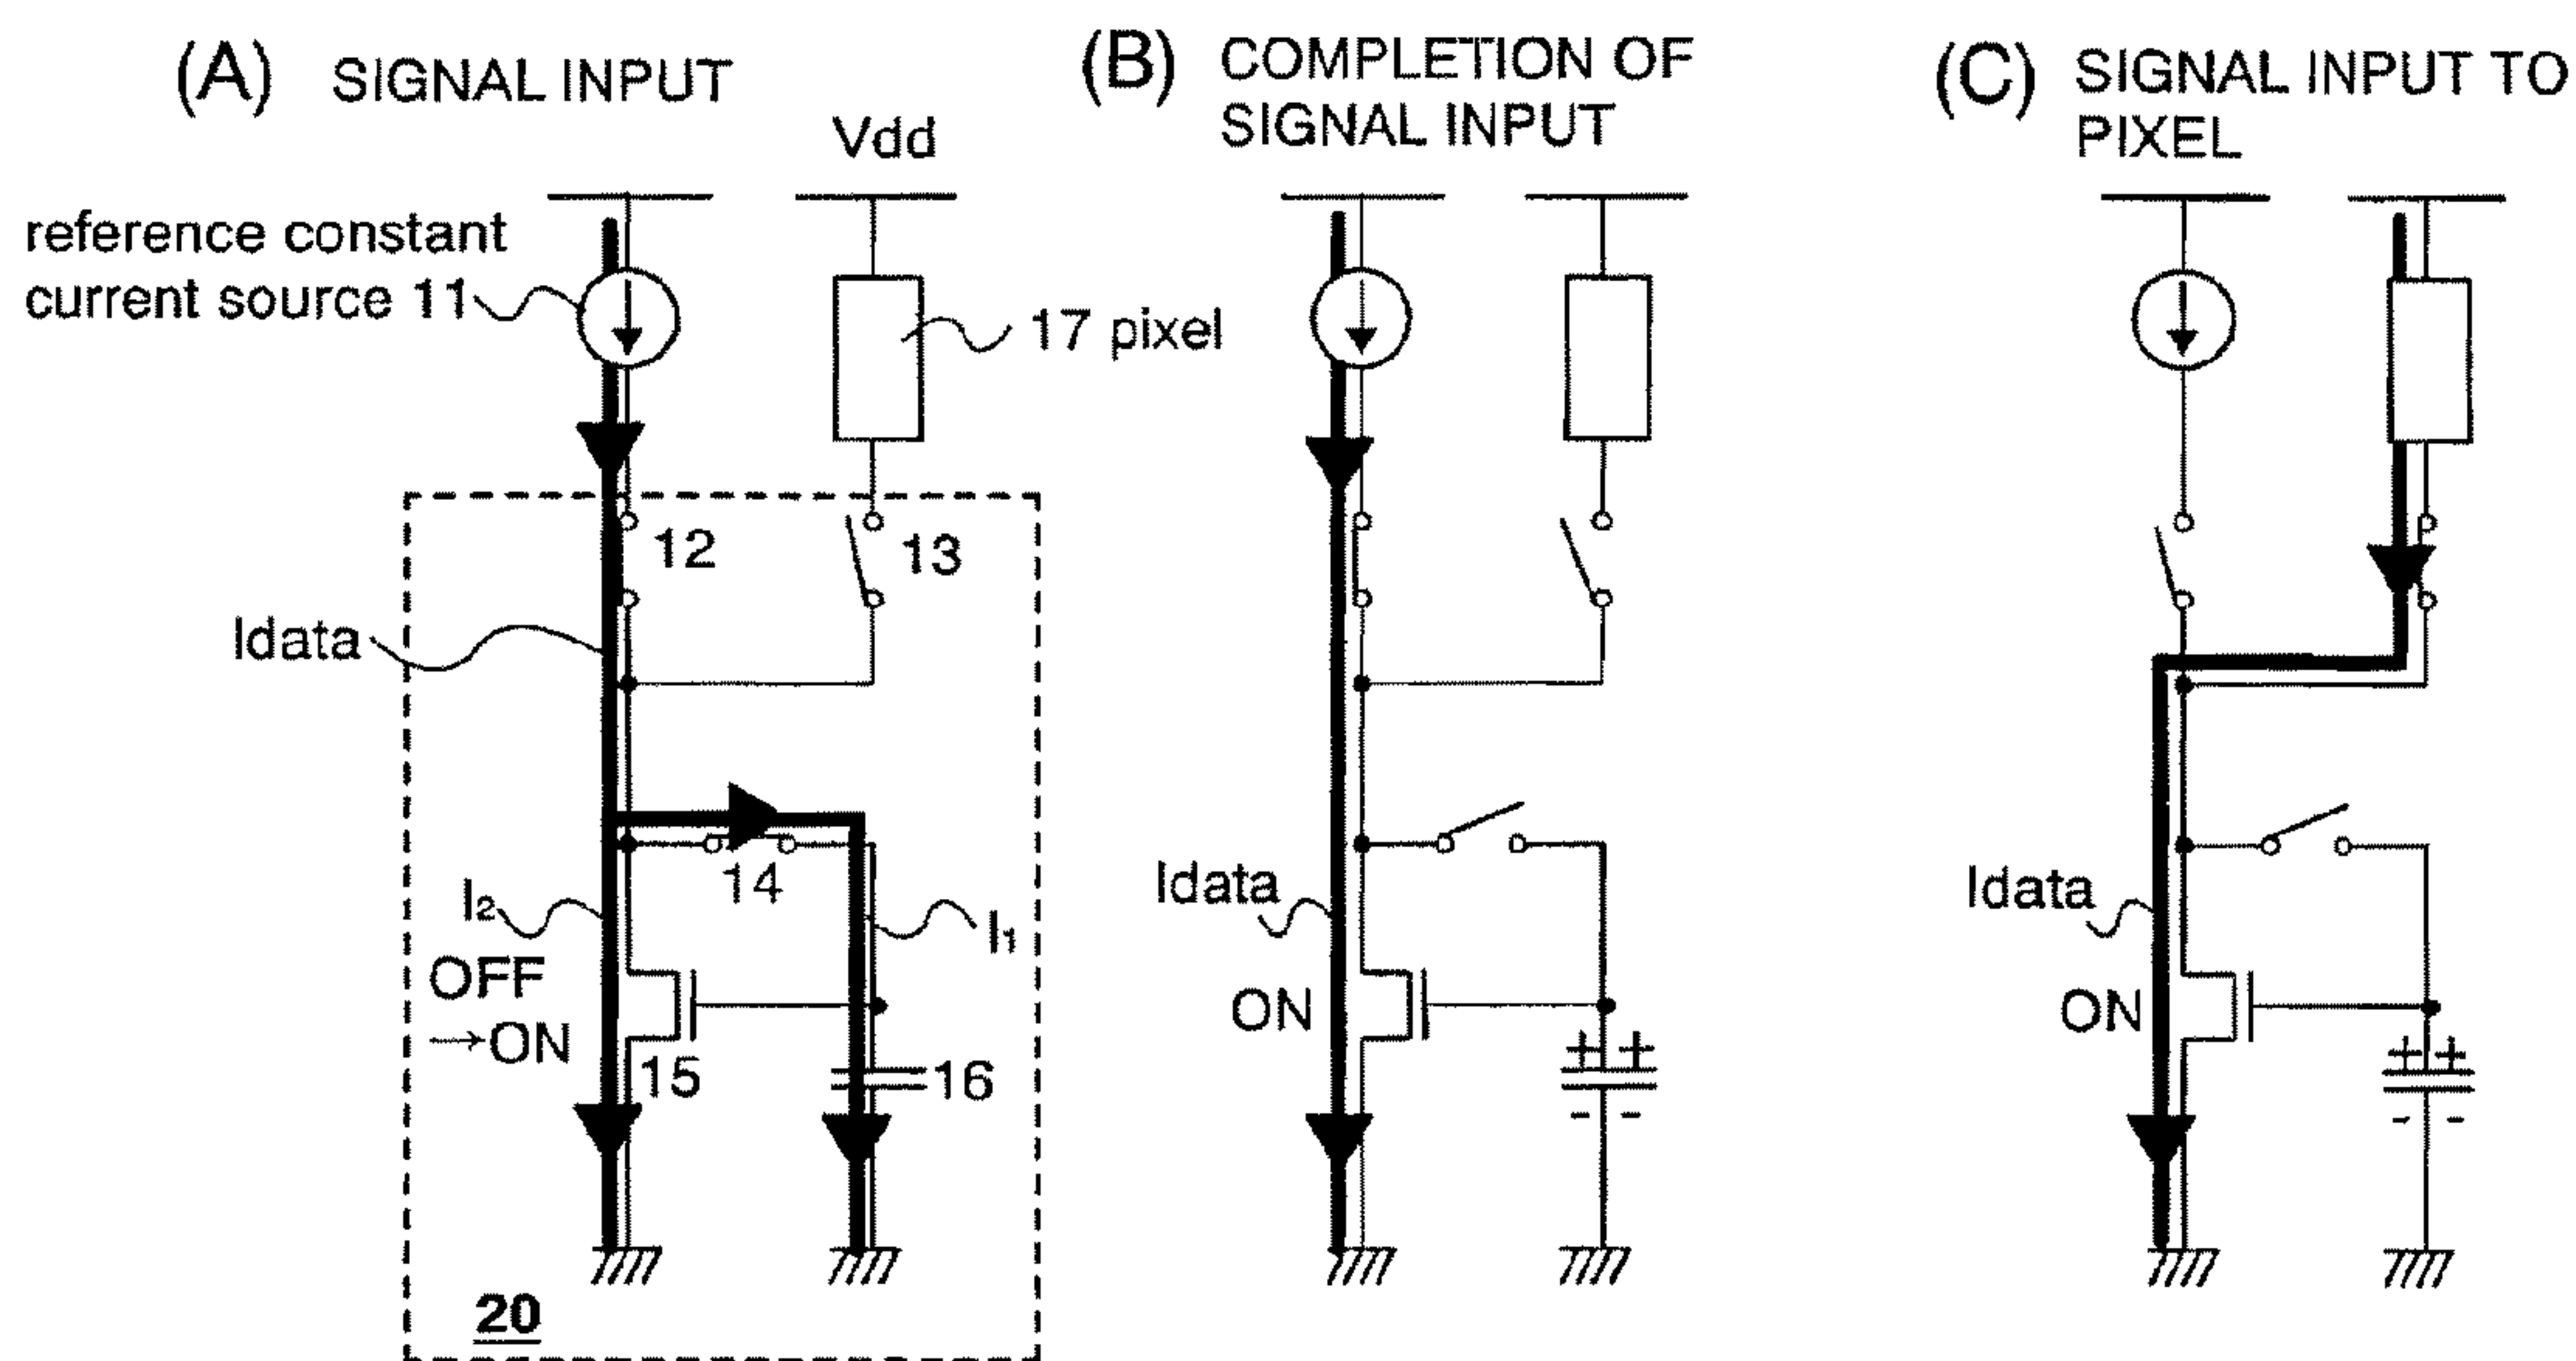 (A) SIGNAL INPUT
Vdd
reference constant
current source 11
17 pixel
12
13
Idata
14
I2
I1
OFF
→ON
15
16
20
(B) COMPLETION OF
SIGNAL INPUT
Idata
ON
+ +
- -
(C) SIGNAL INPUT TO
PIXEL
Idata
ON
+ +
- -